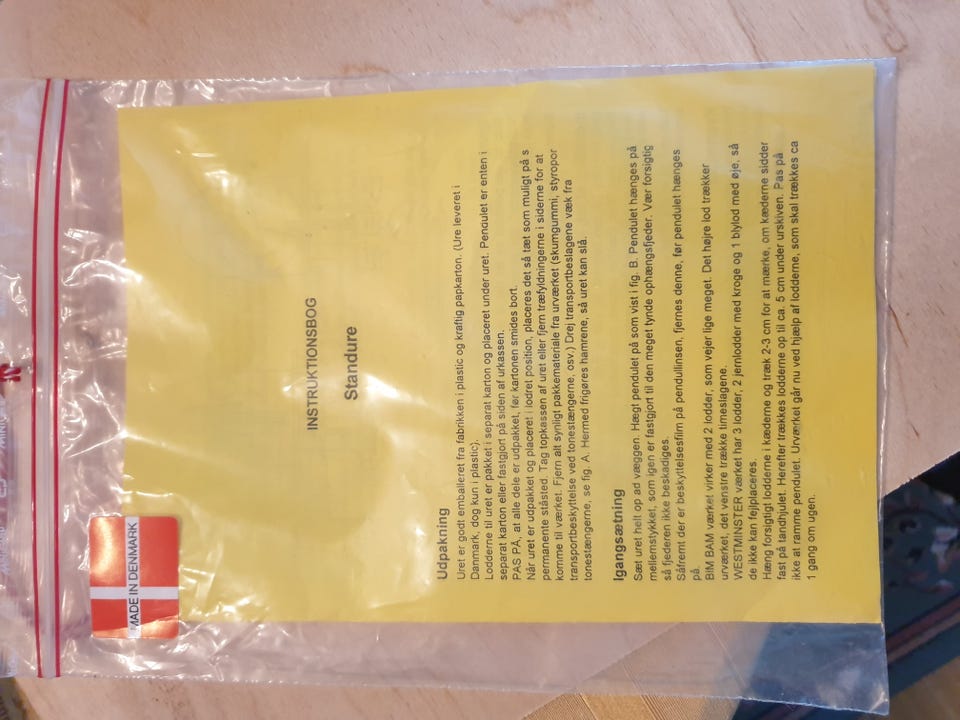 MADE IN DENMARK
INSTRUKTIONSBOG
Standure
Udpakning
Uret er godt emballeret fra fabrikken i plastic og kraftig papkarton. (Ure leveret i
Danmark, dog kun i plastic).
Lodderne til uret er pakket i separat karton og placeret under uret. Pendulet er enten i
separat karton eller fastgjort på siden af urkassen.
PAS PÅ, at alle dele er udpakket, før kartonen smides bort.
Når uret er udpakket og placeret i lodret position, placeres det så tæt som muligt på s
permanente ståsted. Tag topkassen af uret eller fjern træfyldningerne i siderne for at
komme til værket. Fjern alt synligt pakkemateriale fra urværket (skumgummi, styropor
transportbeskyttelse ved tonestængerne, osv.) Drej transportbeslagene væk fra
tonestængerne, se fig. A. Hermed frigøres hamrene, så uret kan slå.
Igangsætning
Sæt uret helt op ad væggen. Hægt pendulet på som vist i fig. B. Pendulet hænges på
mellemstykket, som igen er fastgjort til den meget tynde ophængsfjeder. Vær forsigtig
så fjederen ikke beskadiges.
Såfremt der er beskyttelsesfilm på pendullinsen, fjernes denne, før pendulet hænges
på.
BIM BAM værket virker med 2 lodder, som vejer lige meget. Det højre lod trækker
urværket, det venstre trække timeslagene.
WESTMINSTER værket har 3 lodder, 2 jernlodder med kroge og 1 blylod med øje, så
de ikke kan fejlplaceres.
Hæng forsigtigt lodderne i kæderne og træk 2-3 cm for at mærke, om kæderne sidder
fast på landhjulet. Herefter trækkes lodderne op til ca. 5 cm under urskiven. Pas på
ikke at ramme pendulet. Urværket går nu ved hjælp af lodderne, som skal trækkes ca
1 gang om ugen.